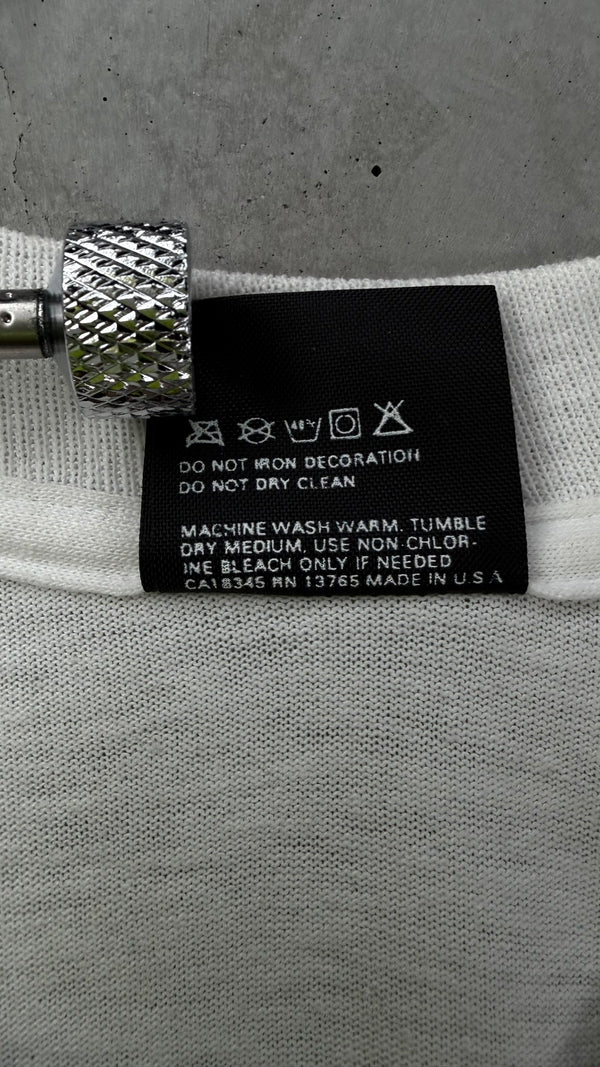 40°c
DO NOT IRON DECORATION
DO NOT DRY CLEAN
MACHINE WASH WARM. TUMBLE
DRY MEDIUM, USE NON-CHLOR-
INE BLEACH ONLY IF NEEDED
CA18345 RN 13765 MADE IN U.S.A